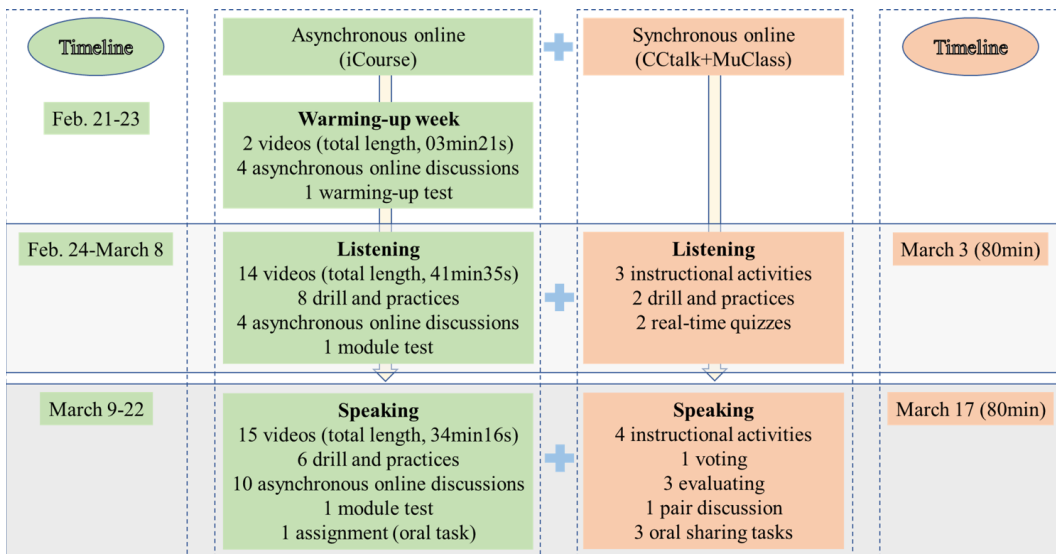 Timeline
Asynchronous online
(iCourse)
Synchronous online
(CCtalk+MuClass)
Timeline
Feb. 21-23
Warming-up week
2 videos (total length, 03min21s)
4 asynchronous online discussions
1 warming-up test
Feb. 24-March 8
Listening
14 videos (total length, 41min35s)
8 drill and practices
4 asynchronous online discussions
1 module test
Listening
3 instructional activities
2 drill and practices
2 real-time quizzes
March 3 (80min)
March 9-22
Speaking
15 videos (total length, 34min16s)
6 drill and practices
10 asynchronous online discussions
1 module test
1 assignment (oral task)
Speaking
4 instructional activities
1 voting
3 evaluating
1 pair discussion
3 oral sharing tasks
March 17 (80min)